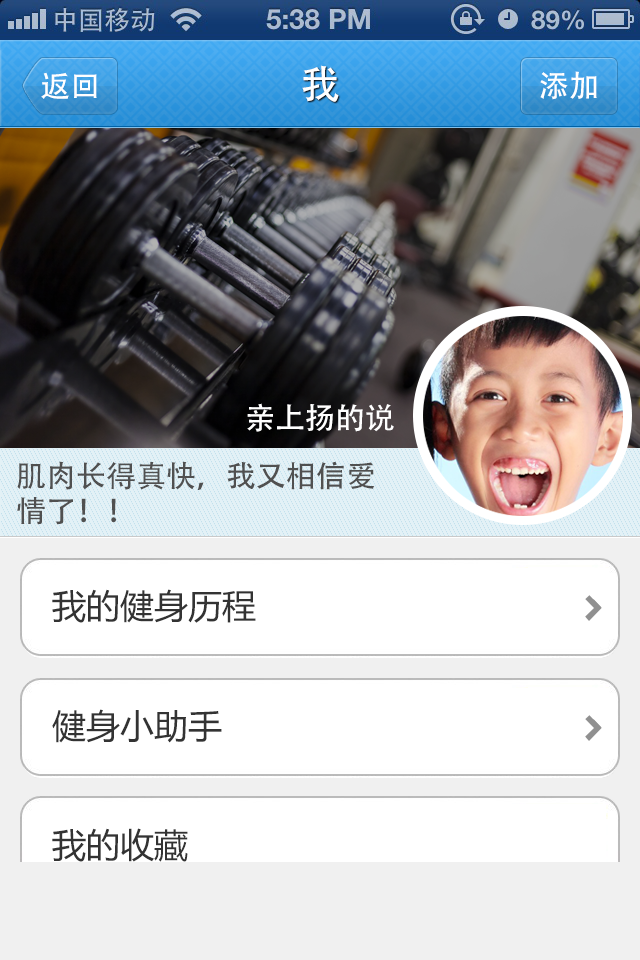 中国移动 5:38 PM 89%
返回 我 添加
亲上扬的说
肌肉长得真快，我又相信爱
情了！！
我的健身历程
健身小助手
我的收藏